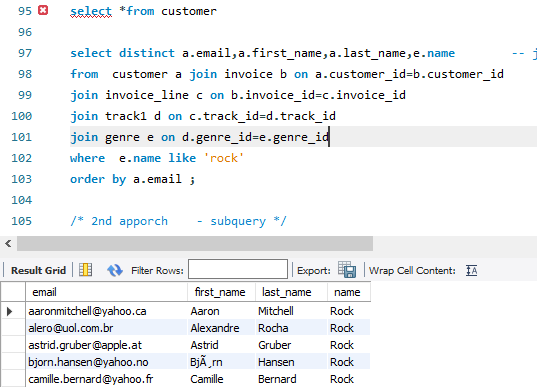 95 select *from customer
96
97 select distinct a.email,a.first_name,a.last_name,e.name -- j
98 from customer a join invoice b on a.customer_id=b.customer_id
99 join invoice_line c on b.invoice_id=c.invoice_id
100 join track1 d on c.track_id=d.track_id
101 join genre e on d.genre_id=e.genre_id
102 where e.name like 'rock'
103 order by a.email ;
104
105 /* 2nd apporch - subquery */
Result Grid Filter Rows: Export: Wrap Cell Content:
email first_name last_name name
aaronmitchell@yahoo.ca Aaron Mitchell Rock
alero@uol.com.br Alexandre Rocha Rock
astrid.gruber@apple.at Astrid Gruber Rock
bjorn.hansen@yahoo.no BjÃ¸rn Hansen Rock
camille.bernard@yahoo.fr Camille Bernard Rock